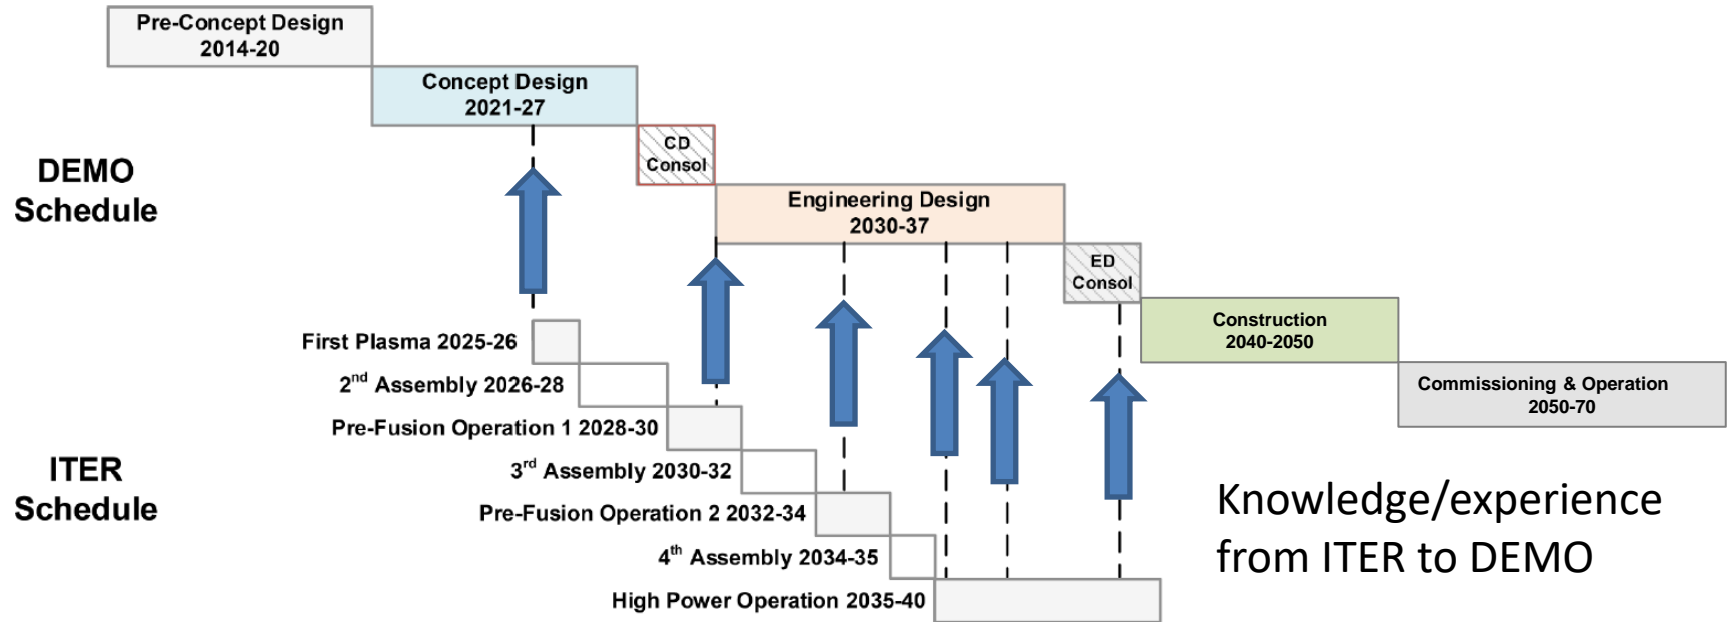 Pre-Concept Design
2014-20
Concept Design
2021-27
CD
Consol
DEMO
Schedule
Engineering Design
2030-37
ED
Consol
Construction
2040-2050
Commissioning & Operation
2050-70
First Plasma 2025-26
2nd Assembly 2026-28
Pre-Fusion Operation 1 2028-30
ITER
Schedule
3rd Assembly 2030-32
Pre-Fusion Operation 2 2032-34
4th Assembly 2034-35
High Power Operation 2035-40
Knowledge/experience
from ITER to DEMO